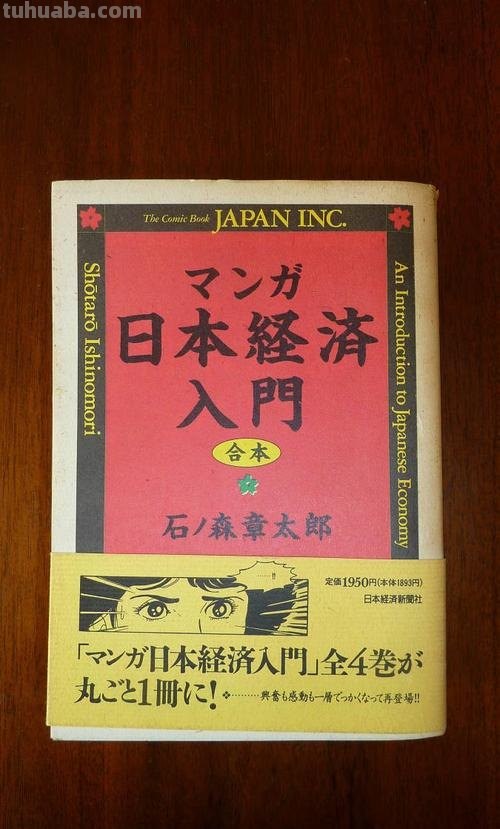 tuhuaba.com
The Comic Book JAPAN INC.
Shōtarō Ishinomori
An Introduction to Japanese Economy
マンガ
日本経済
入門
合本
石ノ森章太郎
……!!
定価1950円(本体1893円)
日本経済新聞社
「マンガ日本経済入門」全4巻が
丸ごと1冊に!
❖………興奮も感動も一層でっかくなって再登場!!